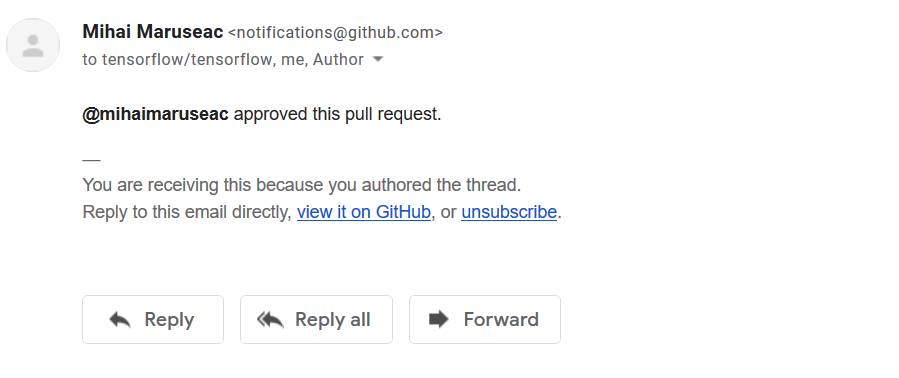 Mihai Maruseac <notifications@github.com>
to tensorflow/tensorflow, me, Author
@mihaimaruseac approved this pull request.
—
You are receiving this because you authored the thread.
Reply to this email directly, view it on GitHub, or unsubscribe.
Reply Reply all Forward